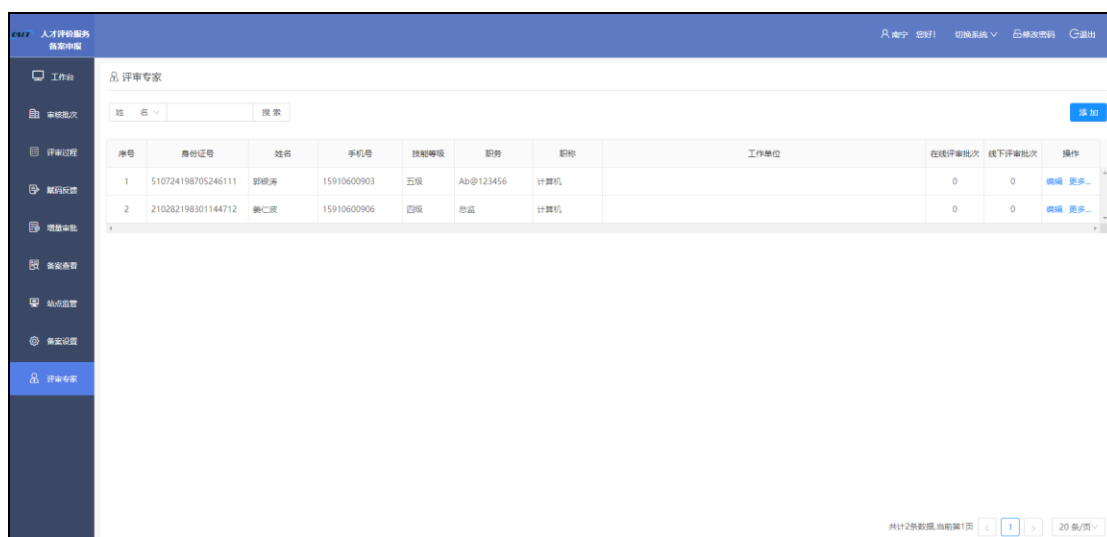 人才评价服务
备案申报
南宁 您好! 切换系统 修改密码 退出
工作台
审核批次
评审过程
赋码反馈
增量审批
备案查看
站点监管
备案设置
评审专家
评审专家
姓 名 搜 索 添 加
序号 身份证号 姓名 手机号 技能等级 职务 职称 工作单位 在线评审批次 线下评审批次 操作
1 510724198705246111 郭 涛 15910600903 五级 Ab@123456 计算机 0 0 编辑 更多...
2 210282198301144712 姜仁波 15910600906 四级 总监 计算机 0 0 编辑 更多...
共计2条数据,当前第1页 < 1 > 20 条/页